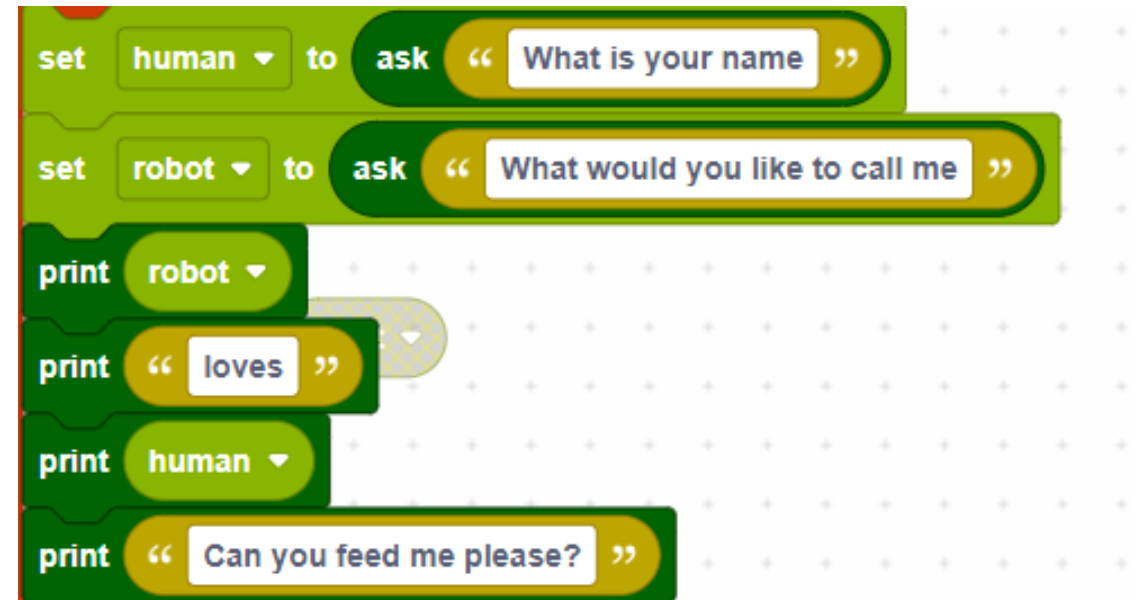 set human to ask “ What is your name ”
set robot to ask “ What would you like to call me ”
print robot
print “ loves ”
print human
print “ Can you feed me please? ”